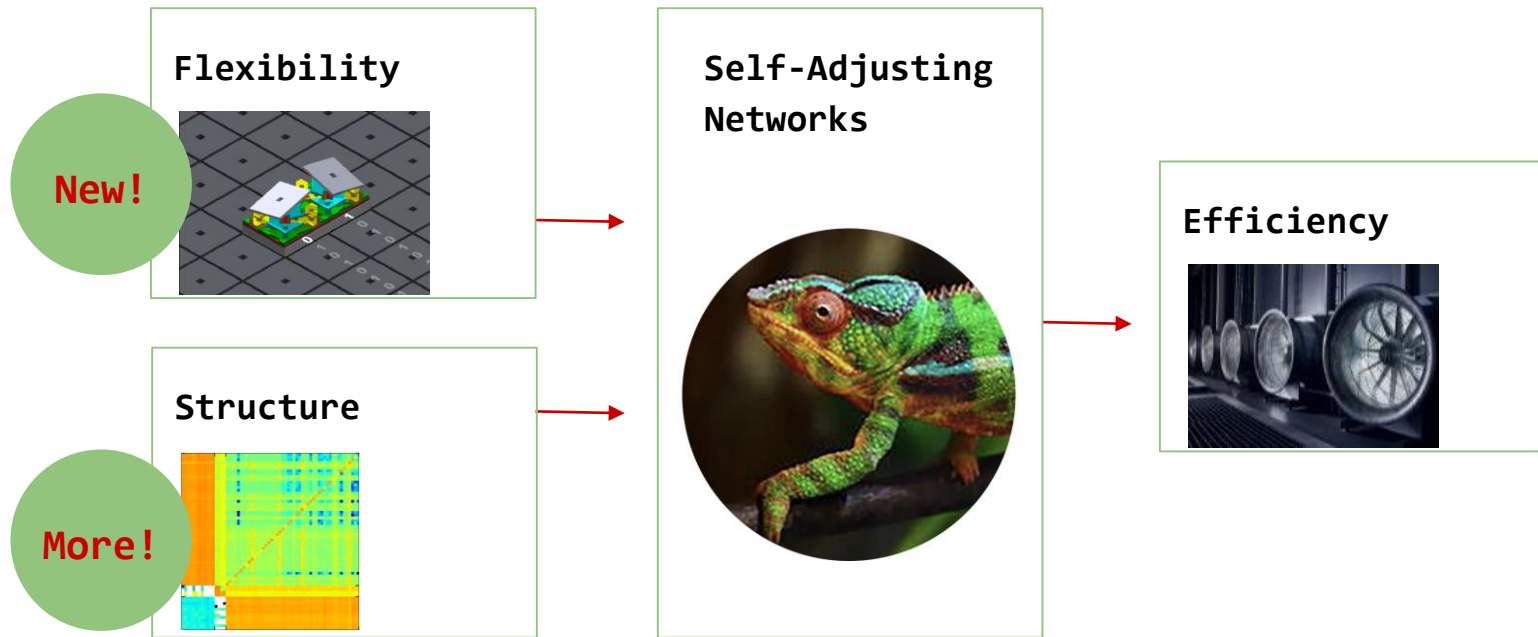 Flexibility
New!
Structure
More!
Self-Adjusting
Networks
Efficiency